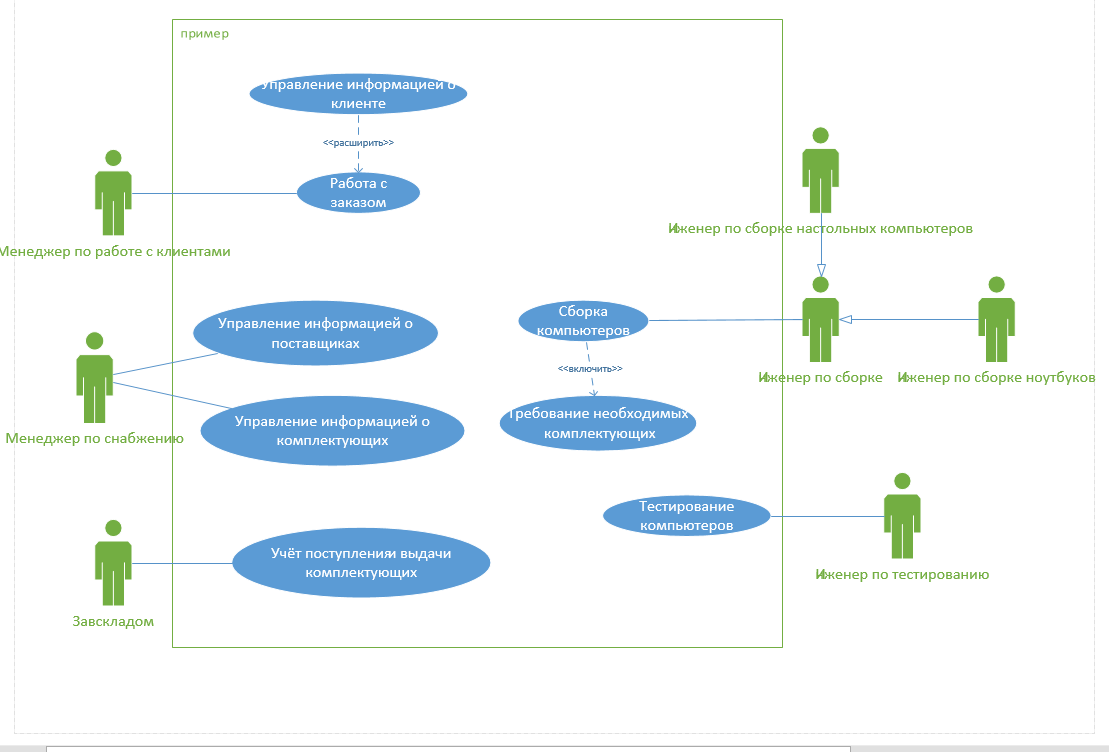 пример
Управление информацией о
клиенте
<<расширить>>
Работа с
заказом
Менеджер по работе с клиентами
Управление информацией о
поставщиках
Управление информацией о
комплектующих
Менеджер по снабжению
Учёт поступления выдачи
комплектующих
Завскладом
Иженер по сборке настольных компьютеров
Сборка
компьютеров
<<включить>>
Требование необходимых
комплектующих
Иженер по сборке
Иженер по сборке ноутбуков
Тестирование
компьютеров
Иженер по тестированию